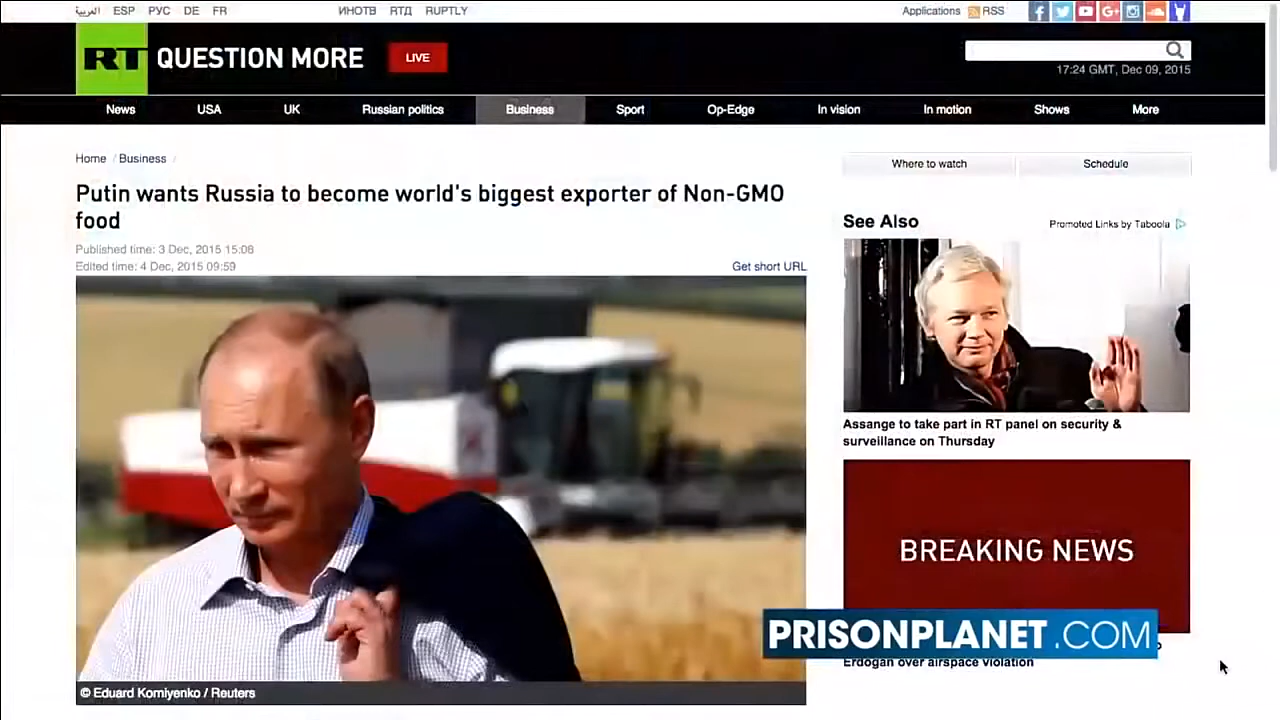 العربية ESP РУС DE FR ИНОТВ РТД RUPTLY Applications RSS
RT QUESTION MORE LIVE
17:24 GMT, Dec 09, 2015
News USA UK Russian politics Business Sport Op-Edge In vision In motion Shows More
Home / Business /
Where to watch Schedule
Putin wants Russia to become world's biggest exporter of Non-GMO
food
Published time: 3 Dec, 2015 15:08
Edited time: 4 Dec, 2015 09:59
Get short URL
© Eduard Korniyenko / Reuters
See Also Promoted Links by Taboola
Assange to take part in RT panel on security &
surveillance on Thursday
BREAKING NEWS
PRISONPLANET.COM
Erdogan over airspace violation